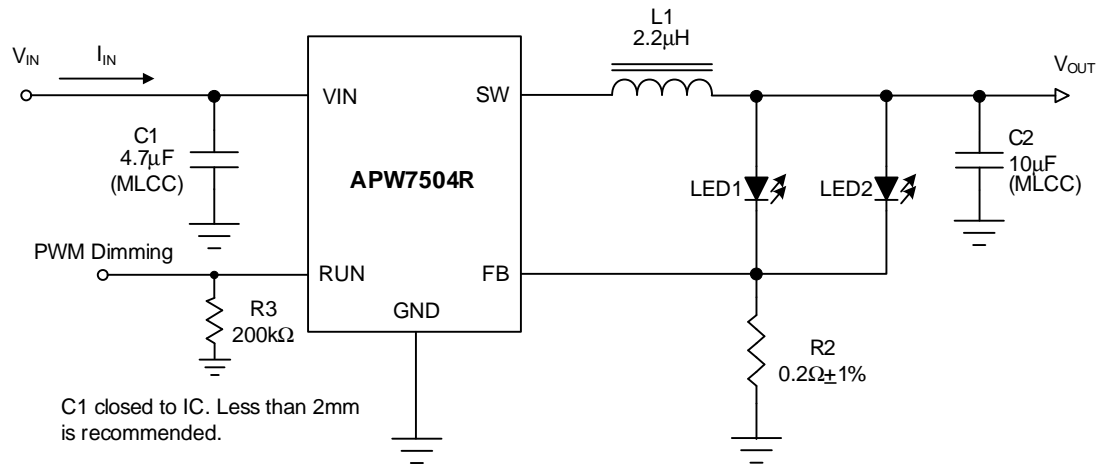 L1
2.2μH
VIN
IIN
VOUT
VIN
SW
C1
4.7μF
(MLCC)
C2
10μF
(MLCC)
APW7504R
LED1
LED2
PWM Dimming
RUN
FB
GND
R3
200kΩ
R2
0.2Ω±1%
C1 closed to IC. Less than 2mm
is recommended.